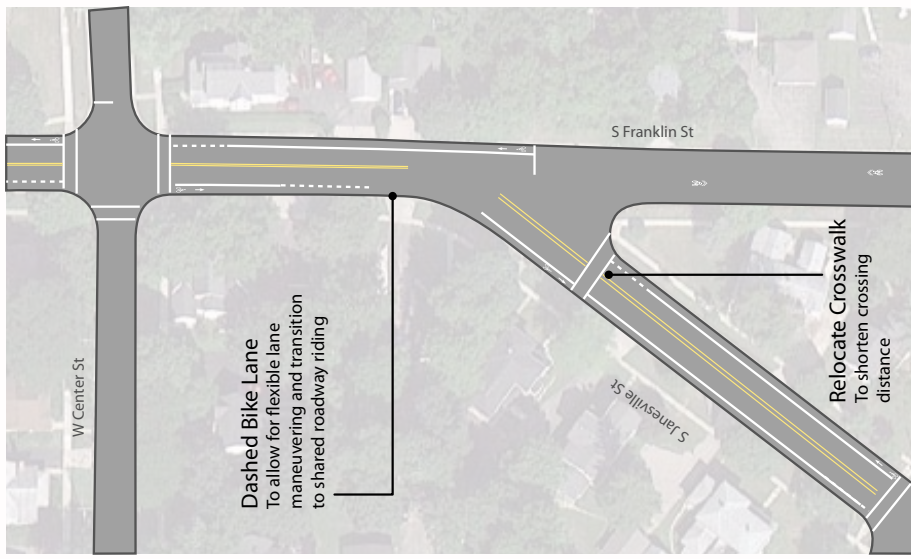 S Franklin St
W Center St
Dashed Bike Lane
To allow for flexible lane
maneuvering and transition
to shared roadway riding
S Janesville St
Relocate Crosswalk
To shorten crossing
distance